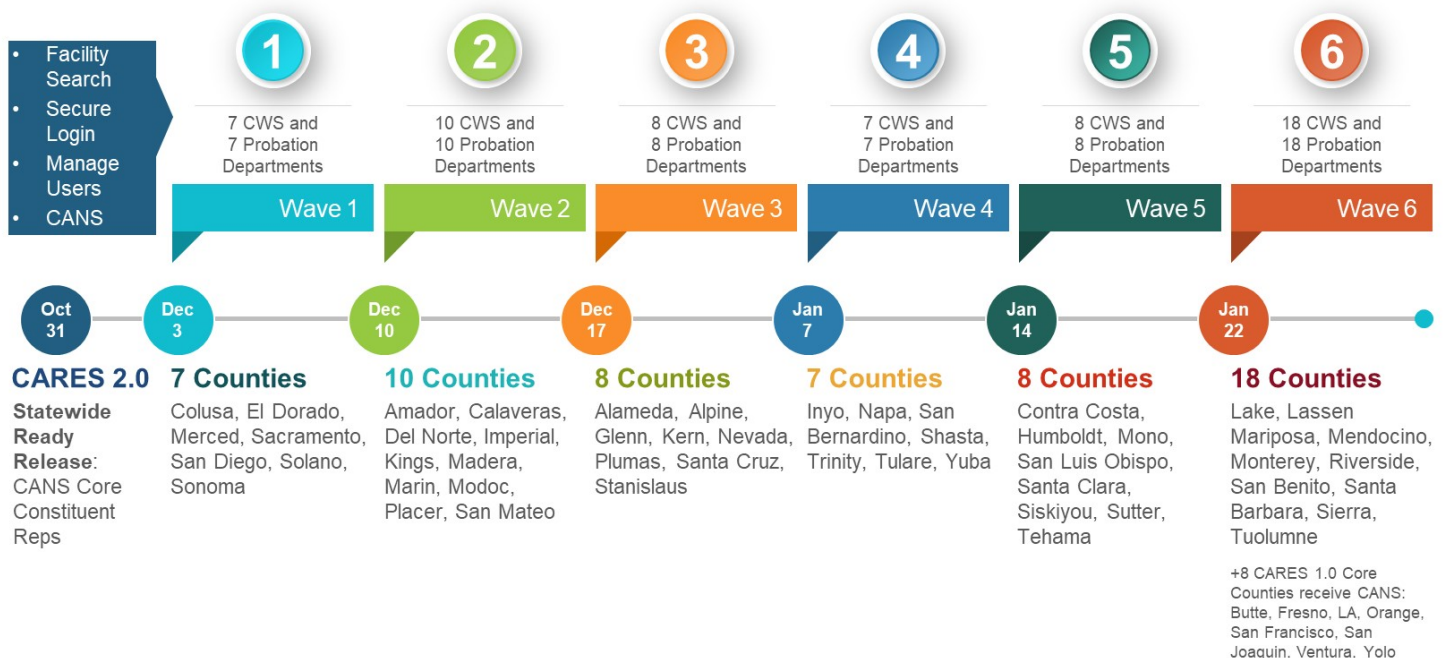 • Facility
Search
• Secure
Login
• Manage
Users
• CANS
1
7 CWS and
7 Probation
Departments
Wave 1
2
10 CWS and
10 Probation
Departments
Wave 2
3
8 CWS and
8 Probation
Departments
Wave 3
4
7 CWS and
7 Probation
Departments
Wave 4
5
8 CWS and
8 Probation
Departments
Wave 5
6
18 CWS and
18 Probation
Departments
Wave 6
Oct
31
CARES 2.0
Statewide
Ready
Release:
CANS Core
Constituent
Reps
Dec
3
7 Counties
Colusa, El Dorado,
Merced, Sacramento,
San Diego, Solano,
Sonoma
Dec
10
10 Counties
Amador, Calaveras,
Del Norte, Imperial,
Kings, Madera,
Marin, Modoc,
Placer, San Mateo
Dec
17
8 Counties
Alameda, Alpine,
Glenn, Kern, Nevada,
Plumas, Santa Cruz,
Stanislaus
Jan
7
7 Counties
Inyo, Napa, San
Bernardino, Shasta,
Trinity, Tulare, Yuba
Jan
14
8 Counties
Contra Costa,
Humboldt, Mono,
San Luis Obispo,
Santa Clara,
Siskiyou, Sutter,
Tehama
Jan
22
18 Counties
Lake, Lassen
Mariposa, Mendocino,
Monterey, Riverside,
San Benito, Santa
Barbara, Sierra,
Tuolumne
+8 CARES 1.0 Core
Counties receive CANS:
Butte, Fresno, LA, Orange,
San Francisco, San
Joaquin, Ventura, Yolo